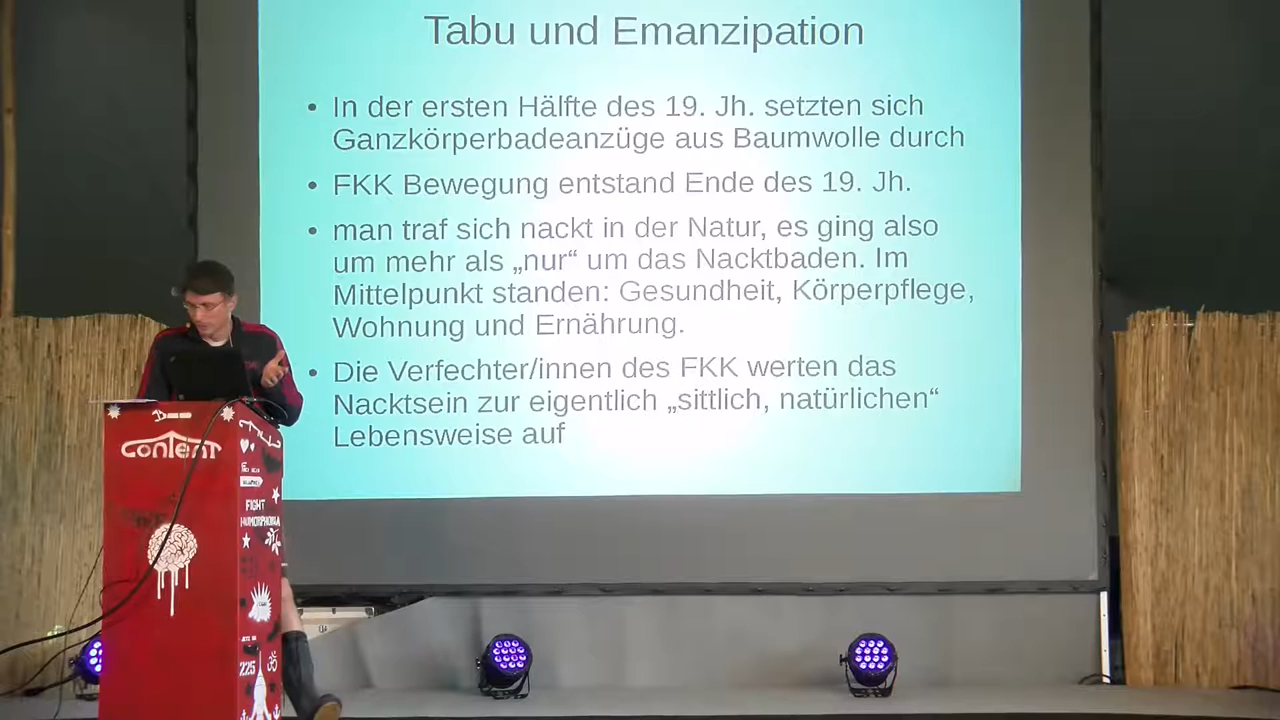 Tabu und Emanzipation
• In der ersten Hälfte des 19. Jh. setzten sich
Ganzkörperbadeanzüge aus Baumwolle durch
• FKK Bewegung entstand Ende des 19. Jh.
• man traf sich nackt in der Natur, es ging also
um mehr als „nur“ um das Nacktbaden. Im
Mittelpunkt standen: Gesundheit, Körperpflege,
Wohnung und Ernährung.
• Die Verfechter/innen des FKK werten das
Nacktsein zur eigentlich „sittlich, natürlichen“
Lebensweise auf
conTenT
FIGHT
HUMORPHOBIA
225